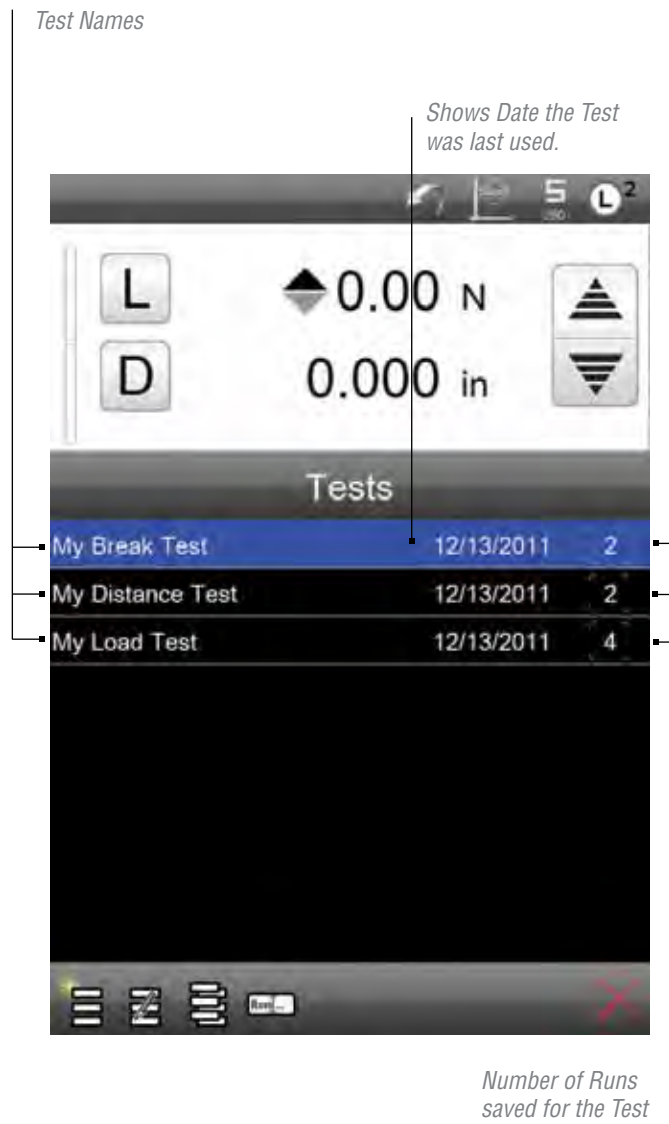 Test Names
Shows Date the Test
was last used.
L 2
L 0.00 N
D 0.000 in
Tests
My Break Test 12/13/2011 2
My Distance Test 12/13/2011 2
My Load Test 12/13/2011 4
Number of Runs
saved for the Test